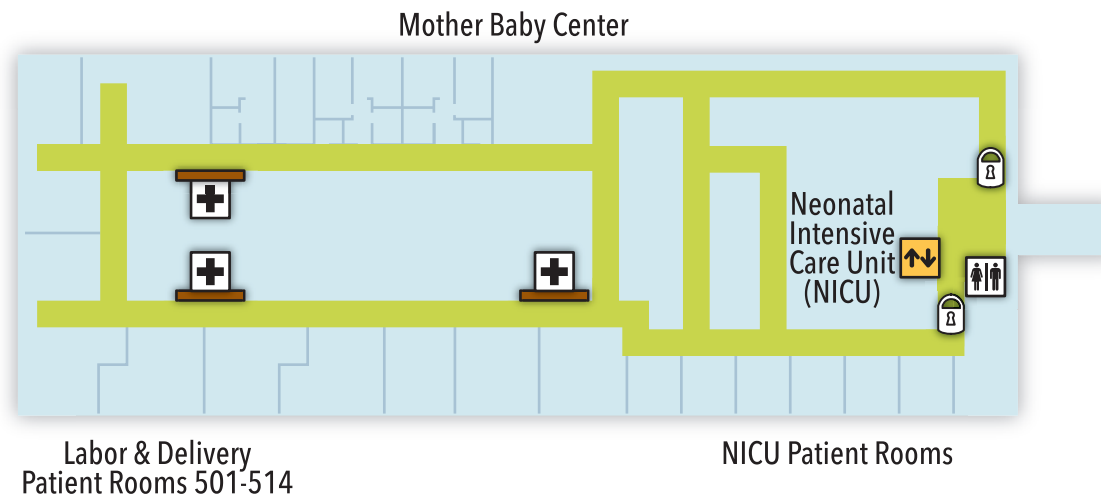 Mother Baby Center
Neonatal
Intensive
Care Unit
(NICU)
Labor & Delivery
Patient Rooms 501-514
NICU Patient Rooms